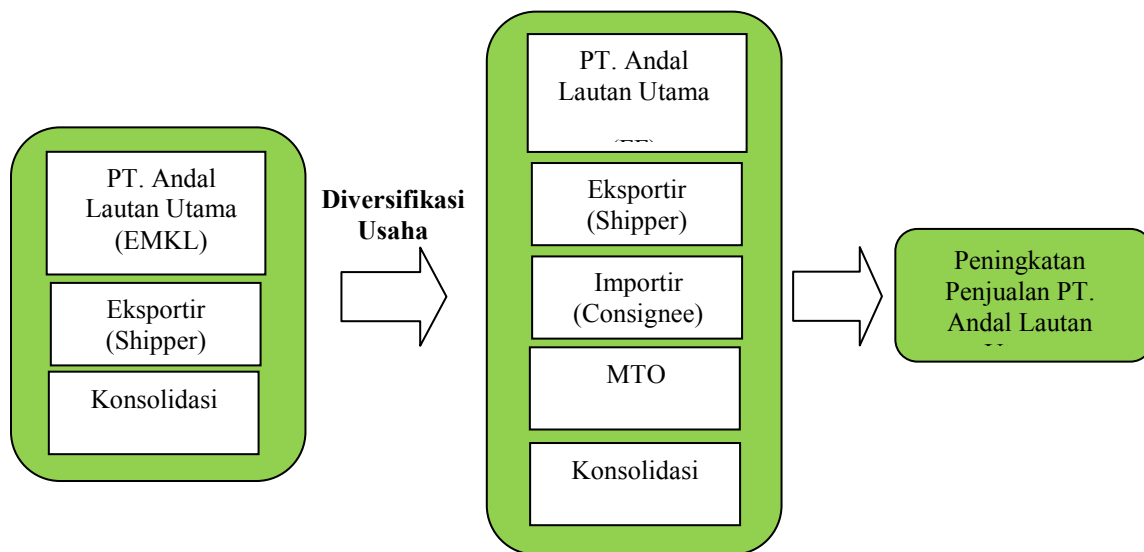 PT. Andal
Lautan Utama
(EMKL)
Eksportir
(Shipper)
Konsolidasi
Diversifikasi
Usaha
PT. Andal
Lautan Utama
Eksportir
(Shipper)
Importir
(Consignee)
MTO
Konsolidasi
Peningkatan
Penjualan PT.
Andal Lautan